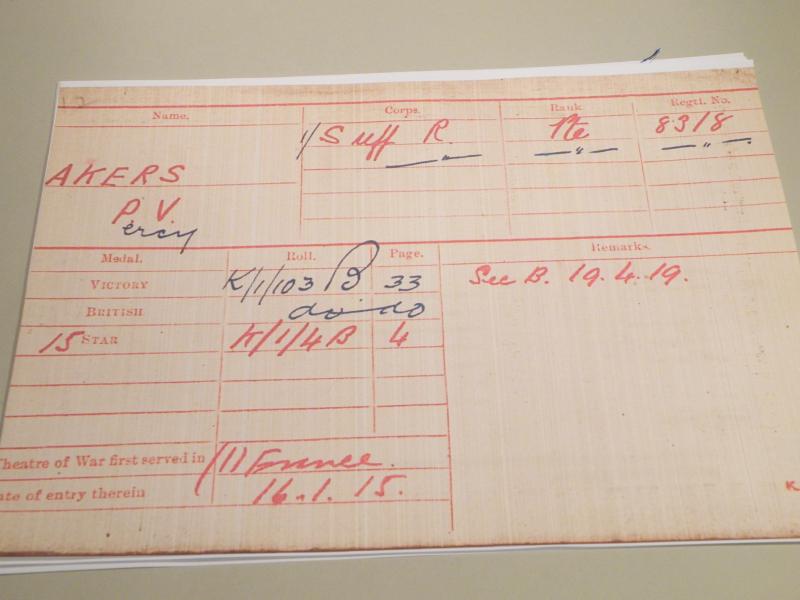 Name. Corps. Rank Regtl. No.
1/ Suff R. Pte 8318
— " — — " — — " —
AKERS
P V.
ercy
Medal. Roll. Page. Remarks.
VICTORY K/1/103 B 33 See B. 19.4.19.
BRITISH do do
15 STAR K/1/4 B 4
Theatre of War first served in (1) France.
ate of entry therein 16.1.15.
K